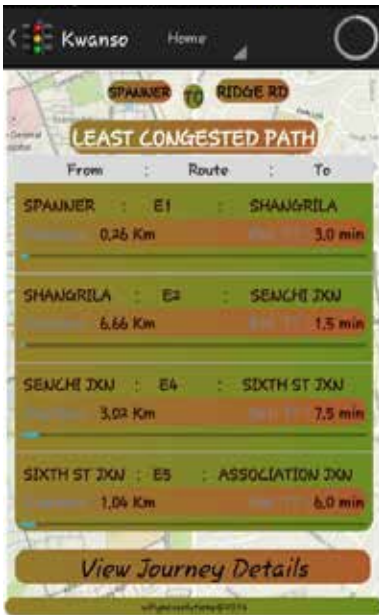 Kwanso Home
SPANNER TO RIDGE RD
LEAST CONGESTED PATH
From : Route : To
SPANNER : E1 : SHANGRILA
0.26 Km 3.0 min
SHANGRILA : E2 : SENCHI JXN
6.66 Km 1.5 min
SENCHI JXN : E4 : SIXTH ST JXN
3.02 Km 7.5 min
SIXTH ST JXN : E5 : ASSOCIATION JXN
1.04 Km 6.0 min
View Journey Details